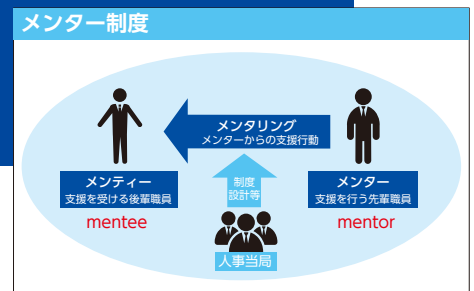 メンター制度
メンタリング
メンターからの支援行動
メンティー
支援を受ける後輩職員
mentee
制度
設計等
メンター
支援を行う先輩職員
mentor
人事当局